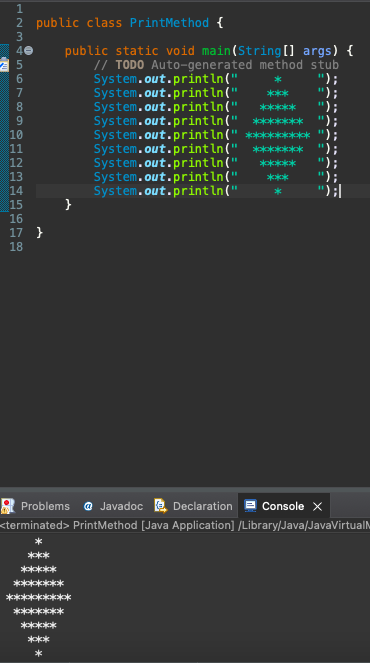 1
2 public class PrintMethod {
3
4     public static void main(String[] args) {
5         // TODO Auto-generated method stub
6         System.out.println("     *     ");
7         System.out.println("    ***    ");
8         System.out.println("   *****   ");
9         System.out.println("  *******  ");
10         System.out.println(" ********* ");
11         System.out.println("  *******  ");
12         System.out.println("   *****   ");
13         System.out.println("    ***    ");
14         System.out.println("     *     ");
15     }
16
17 }
18
Problems @ Javadoc Declaration Console
<terminated> PrintMethod [Java Application] /Library/Java/JavaVirtualM
     *
    ***
   *****
  *******
 *********
  *******
   *****
    ***
     *